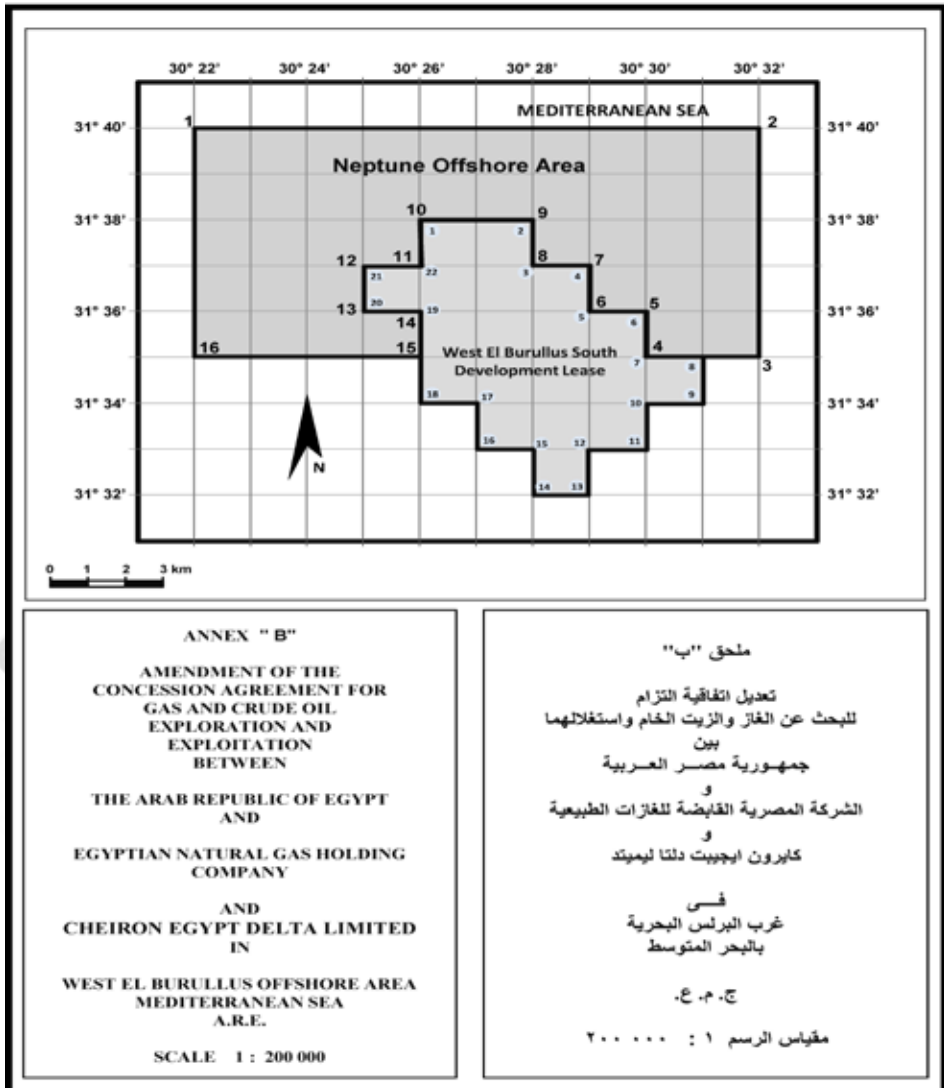 30° 22' 30° 24' 30° 26' 30° 28' 30° 30' 30° 32'
MEDITERRANEAN SEA
31° 40' 1 2 31° 40'
Neptune Offshore Area
31° 38' 10 9 31° 38'
1 2
12 11 8 7
21 22 3 4
20 19 6 5
31° 36' 13 31° 36'
14 5 6
16 15 West El Burullus South 4 3
Development Lease 7 8
31° 34' 18 17 10 9 31° 34'
16 15 12 11
31° 32' 14 13 31° 32'
N
0 1 2 3 km
ANNEX " B"
AMENDMENT OF THE
CONCESSION AGREEMENT FOR
GAS AND CRUDE OIL
EXPLORATION AND
EXPLOITATION
BETWEEN
THE ARAB REPUBLIC OF EGYPT
AND
EGYPTIAN NATURAL GAS HOLDING
COMPANY
AND
CHEIRON EGYPT DELTA LIMITED
IN
WEST EL BURULLUS OFFSHORE AREA
MEDITERRANEAN SEA
A.R.E.
SCALE 1 : 200 000
ملحق "ب"
تعديل اتفاقية التزام
للبحث عن الغاز والزيت الخام واستغلالهما
بين
جمهورية مصر العربية
و
الشركة المصرية القابضة للغازات الطبيعية
و
كايرون ايجيبت دلتا ليميتد
فى
غرب البرلس البحرية
بالبحر المتوسط
ج. م. ع.
مقياس الرسم ١ : ٢٠٠ ٠٠٠